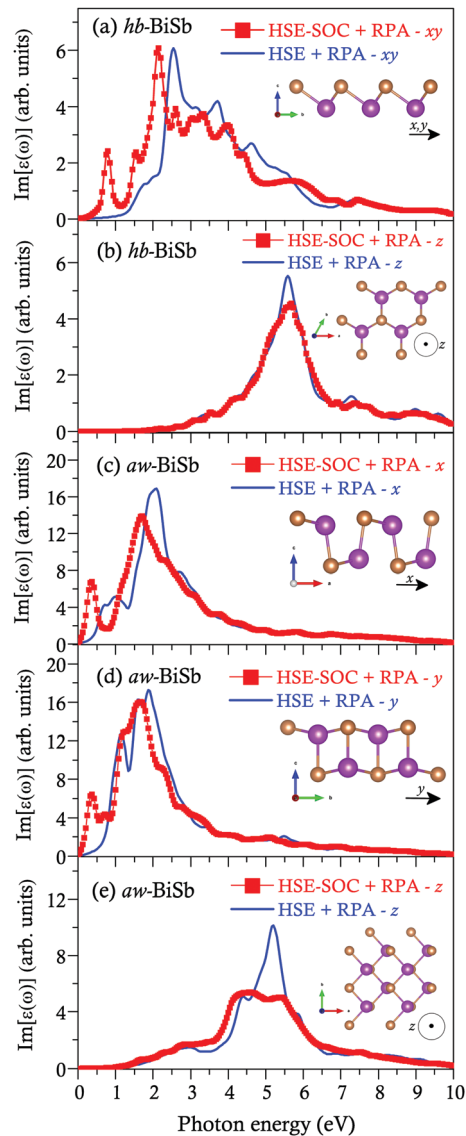 (a) hb-BiSb
HSE-SOC + RPA - xy
HSE + RPA - xy
x,y
Im[ε(ω)] (arb. units)
6
4
2
0
(b) hb-BiSb
HSE-SOC + RPA - z
HSE + RPA - z
z
Im[ε(ω)] (arb. units)
6
4
2
0
(c) aw-BiSb
HSE-SOC + RPA - x
HSE + RPA - x
x
Im[ε(ω)] (arb. units)
20
16
12
8
4
0
(d) aw-BiSb
HSE-SOC + RPA - y
HSE + RPA - y
y
Im[ε(ω)] (arb. units)
20
16
12
8
4
0
(e) aw-BiSb
HSE-SOC + RPA - z
HSE + RPA - z
z
Im[ε(ω)] (arb. units)
12
9
6
3
0
0 1 2 3 4 5 6 7 8 9 10
Photon energy (eV)